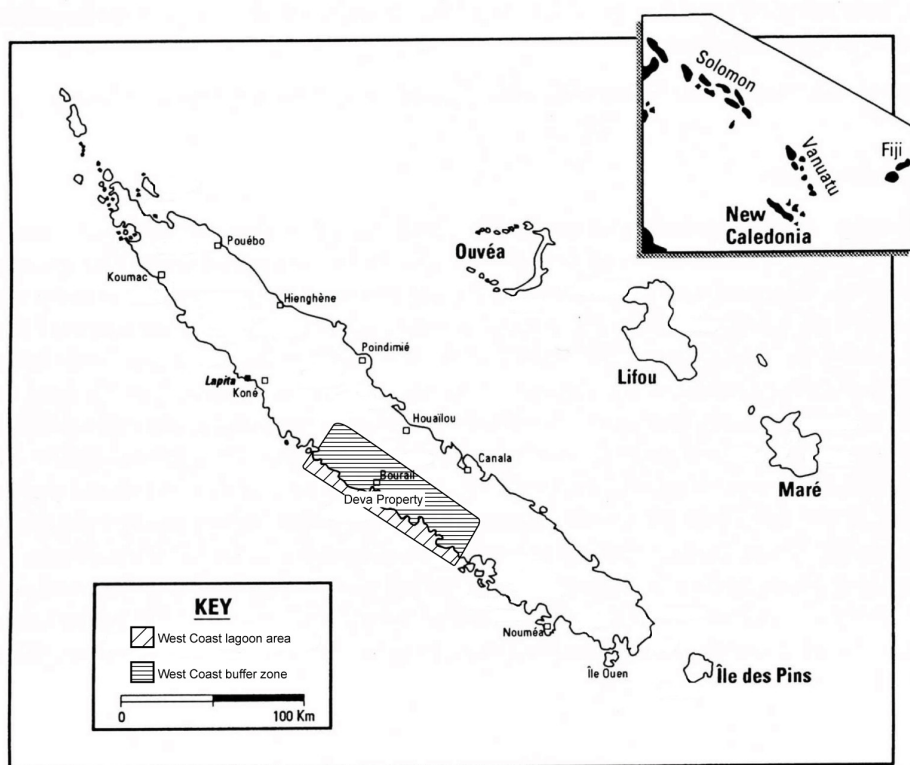 Solomon
Vanuatu
Fiji
New
Caledonia
Pouébo
Ouvéa
Koumac
Hienghène
Poindimié
Lifou
Lapita
Koné
Houaïlou
Canala
Bourail
Maré
Deva Property
KEY
West Coast lagoon area
West Coast buffer zone
0
100 Km
Nouméa
Île Ouen
Île des Pins